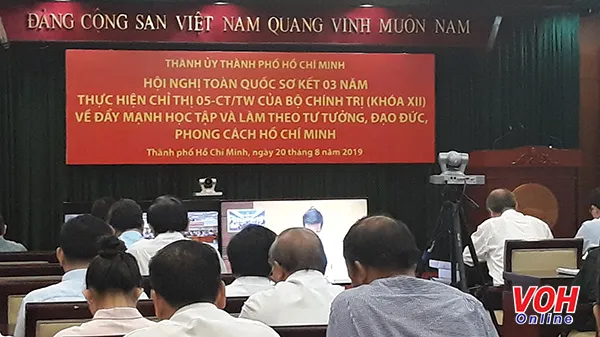 ĐẢNG CỘNG SẢN VIỆT NAM QUANG VINH MUÔN NĂM
THÀNH ỦY THÀNH PHỐ HỒ CHÍ MINH
HỘI NGHỊ TOÀN QUỐC SƠ KẾT 03 NĂM
THỰC HIỆN CHỈ THỊ 05-CT/TW CỦA BỘ CHÍNH TRỊ (KHÓA XII)
VỀ ĐẨY MẠNH HỌC TẬP VÀ LÀM THEO TƯ TƯỞNG, ĐẠO ĐỨC,
PHONG CÁCH HỒ CHÍ MINH
Thành phố Hồ Chí Minh, ngày 20 tháng 8 năm 2019
VOH
Online